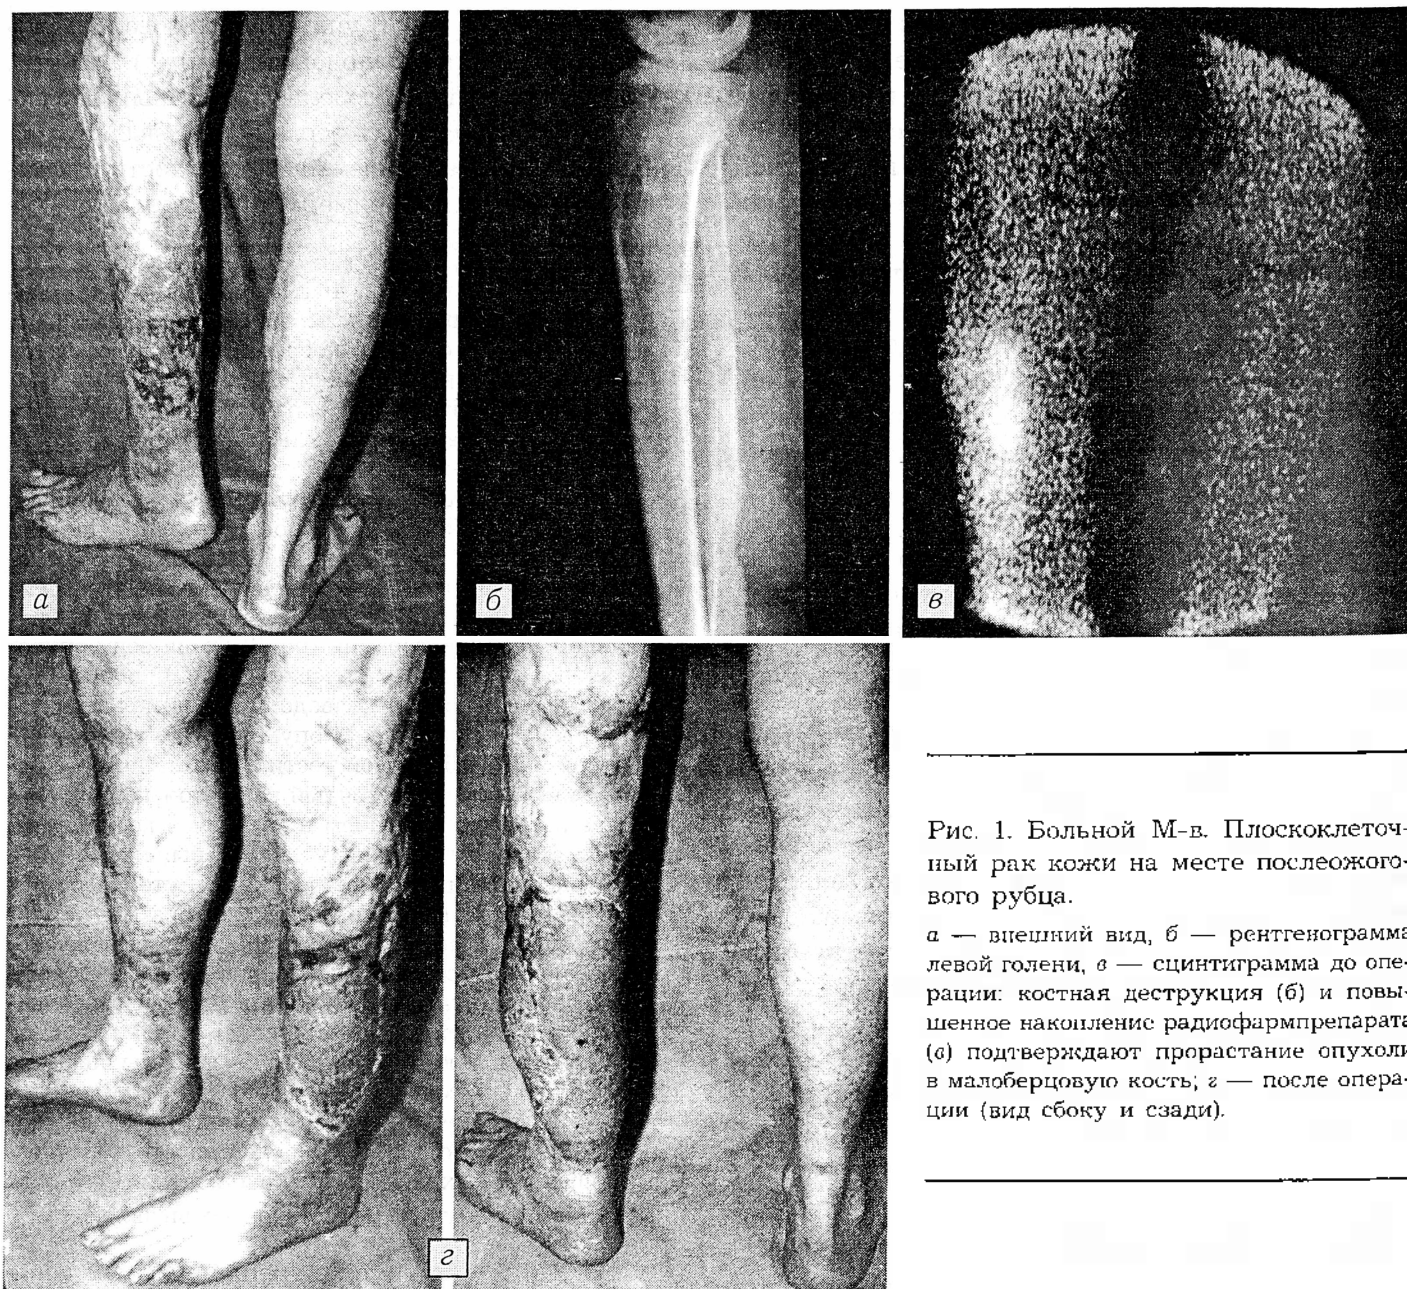 а
б
в
г
Рис. 1. Больной М-в. Плоскоклеточ-
ный рак кожи на месте послеожого-
вого рубца.
а — внешний вид, б — рентгенограмма
левой голени, в — сцинтиграмма до опе-
рации: костная деструкция (б) и повы-
шенное накопление радиофармпрепарата
(в) подтверждают прорастание опухоли
в малоберцовую кость; г — после опера-
ции (вид сбоку и сзади).